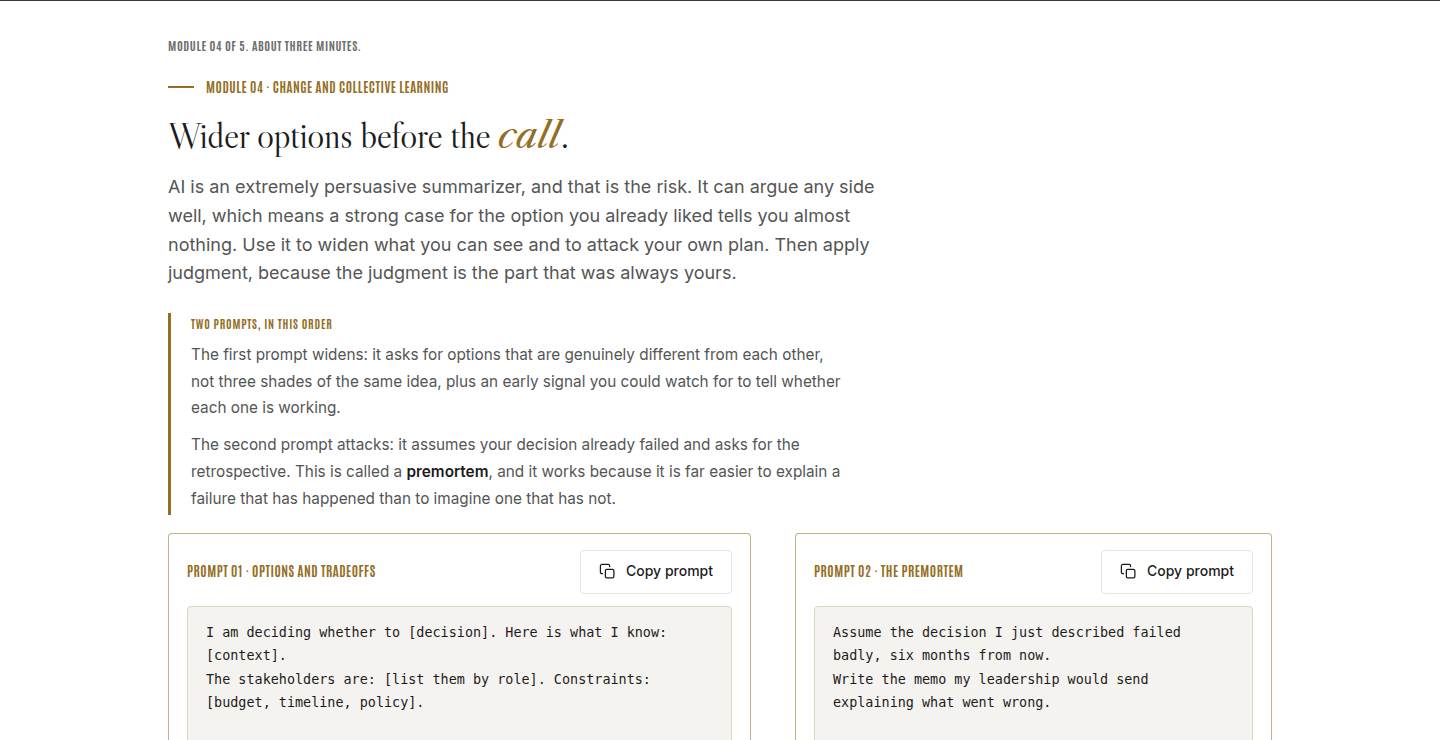 MODULE 04 OF 5. ABOUT THREE MINUTES.
MODULE 04 · CHANGE AND COLLECTIVE LEARNING
Wider options before the call.
AI is an extremely persuasive summarizer, and that is the risk. It can argue any side
well, which means a strong case for the option you already liked tells you almost
nothing. Use it to widen what you can see and to attack your own plan. Then apply
judgment, because the judgment is the part that was always yours.
TWO PROMPTS, IN THIS ORDER
The first prompt widens: it asks for options that are genuinely different from each other,
not three shades of the same idea, plus an early signal you could watch for to tell whether
each one is working.
The second prompt attacks: it assumes your decision already failed and asks for the
retrospective. This is called a premortem, and it works because it is far easier to explain a
failure that has happened than to imagine one that has not.
PROMPT 01 · OPTIONS AND TRADEOFFS
Copy prompt
I am deciding whether to [decision]. Here is what I know:
[context].
The stakeholders are: [list them by role]. Constraints:
[budget, timeline, policy].
PROMPT 02 · THE PREMORTEM
Copy prompt
Assume the decision I just described failed
badly, six months from now.
Write the memo my leadership would send
explaining what went wrong.